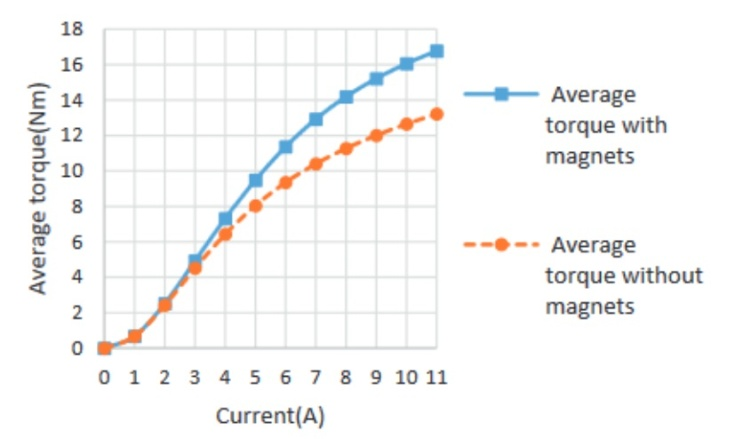 18
16
14
12
10
8
6
4
2
0
Average torque(Nm)
0 1 2 3 4 5 6 7 8 9 10 11
Current(A)
Average
torque with
magnets
Average
torque without
magnets